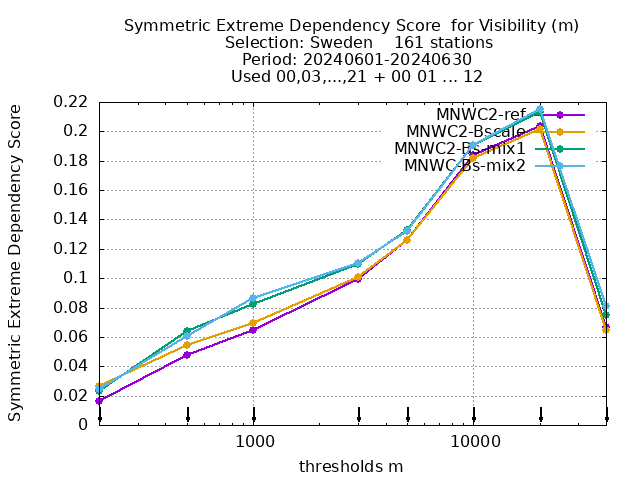 Symmetric Extreme Dependency Score  for Visibility (m)
Selection: Sweden    161 stations
Period: 20240601-20240630
Used 00,03,...,21 + 00 01 ... 12
Symmetric Extreme Dependency Score
0.22
0.2
0.18
0.16
0.14
0.12
0.1
0.08
0.06
0.04
0.02
0
MNWC2-ref
MNWC2-Bscale
MNWC2-Bs-mix1
MNWC-Bs-mix2
1000
10000
thresholds m